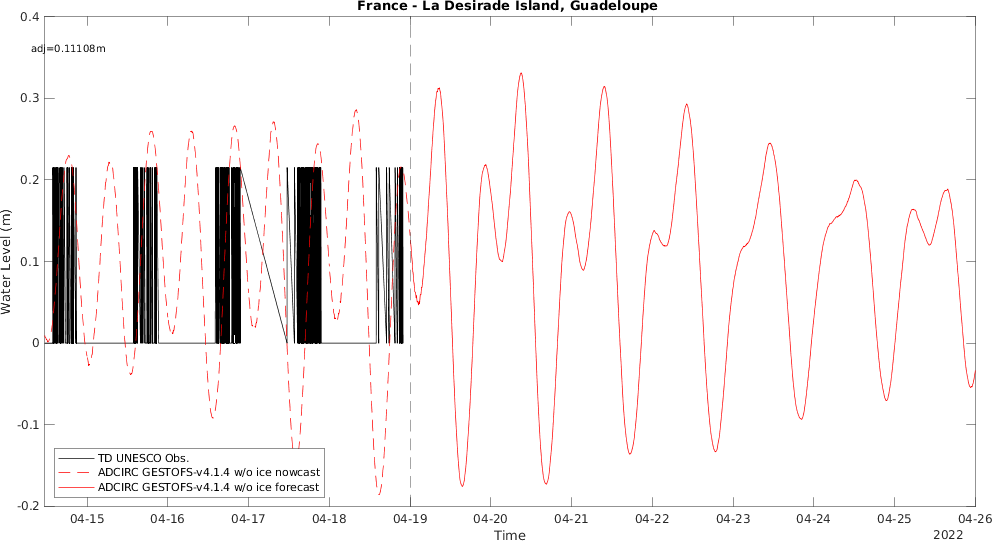 France - La Desirade Island, Guadeloupe
adj=0.11108m
0.4
0.3
0.2
0.1
0
-0.1
-0.2
Water Level (m)
TD UNESCO Obs.
ADCIRC GESTOFS-v4.1.4 w/o ice nowcast
ADCIRC GESTOFS-v4.1.4 w/o ice forecast
04-15 04-16 04-17 04-18 04-19 04-20 04-21 04-22 04-23 04-24 04-25 04-26
Time
2022